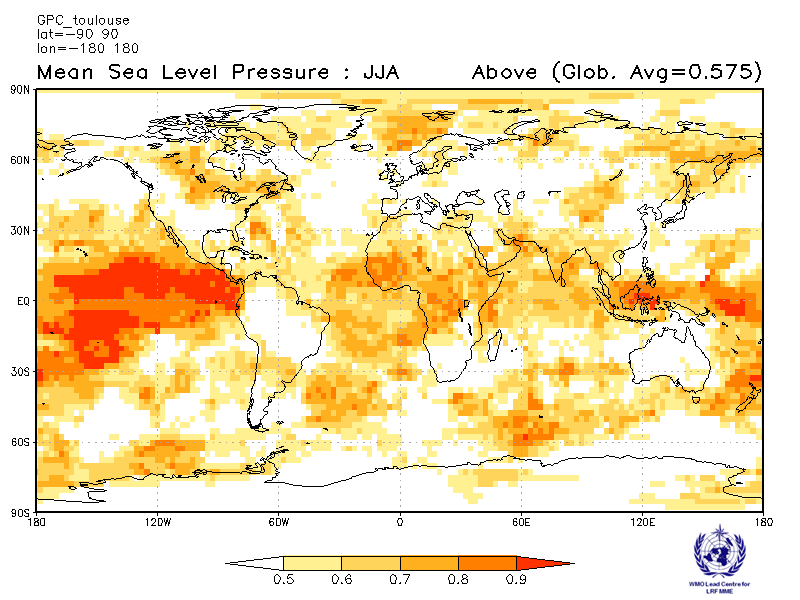 GPC_toulouse
lat=-90 90
lon=-180 180
Mean Sea Level Pressure : JJA Above (Glob. Avg=0.575)
90N
60N
30N
EQ
30S
60S
90S
180 120W 60W 0 60E 120E 180
0.5 0.6 0.7 0.8 0.9
WMO Lead Centre for
LRF MME